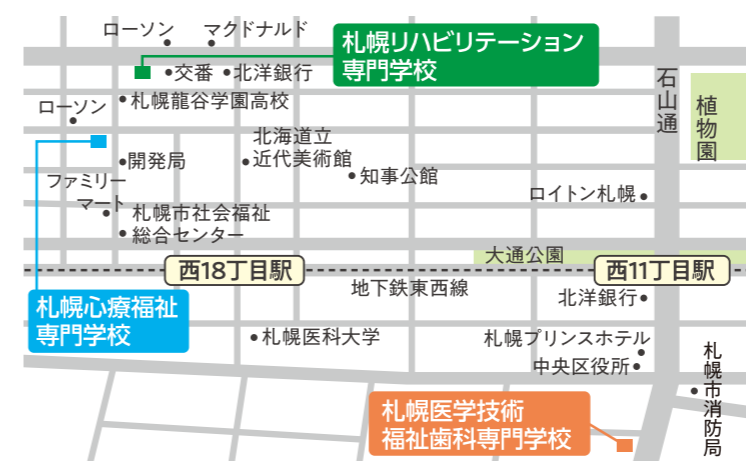 ローソン
マクドナルド
札幌リハビリテーション
専門学校
交番
北洋銀行
石山通
植物園
ローソン
札幌龍谷学園高校
北海道立
近代美術館
開発局
知事公館
ファミリー
マート
ロイトン札幌
札幌市社会福祉
総合センター
大通公園
西18丁目駅
西11丁目駅
地下鉄東西線
北洋銀行
札幌心療福祉
専門学校
札幌医科大学
札幌プリンスホテル
中央区役所
札幌市消防局
札幌医学技術
福祉歯科専門学校